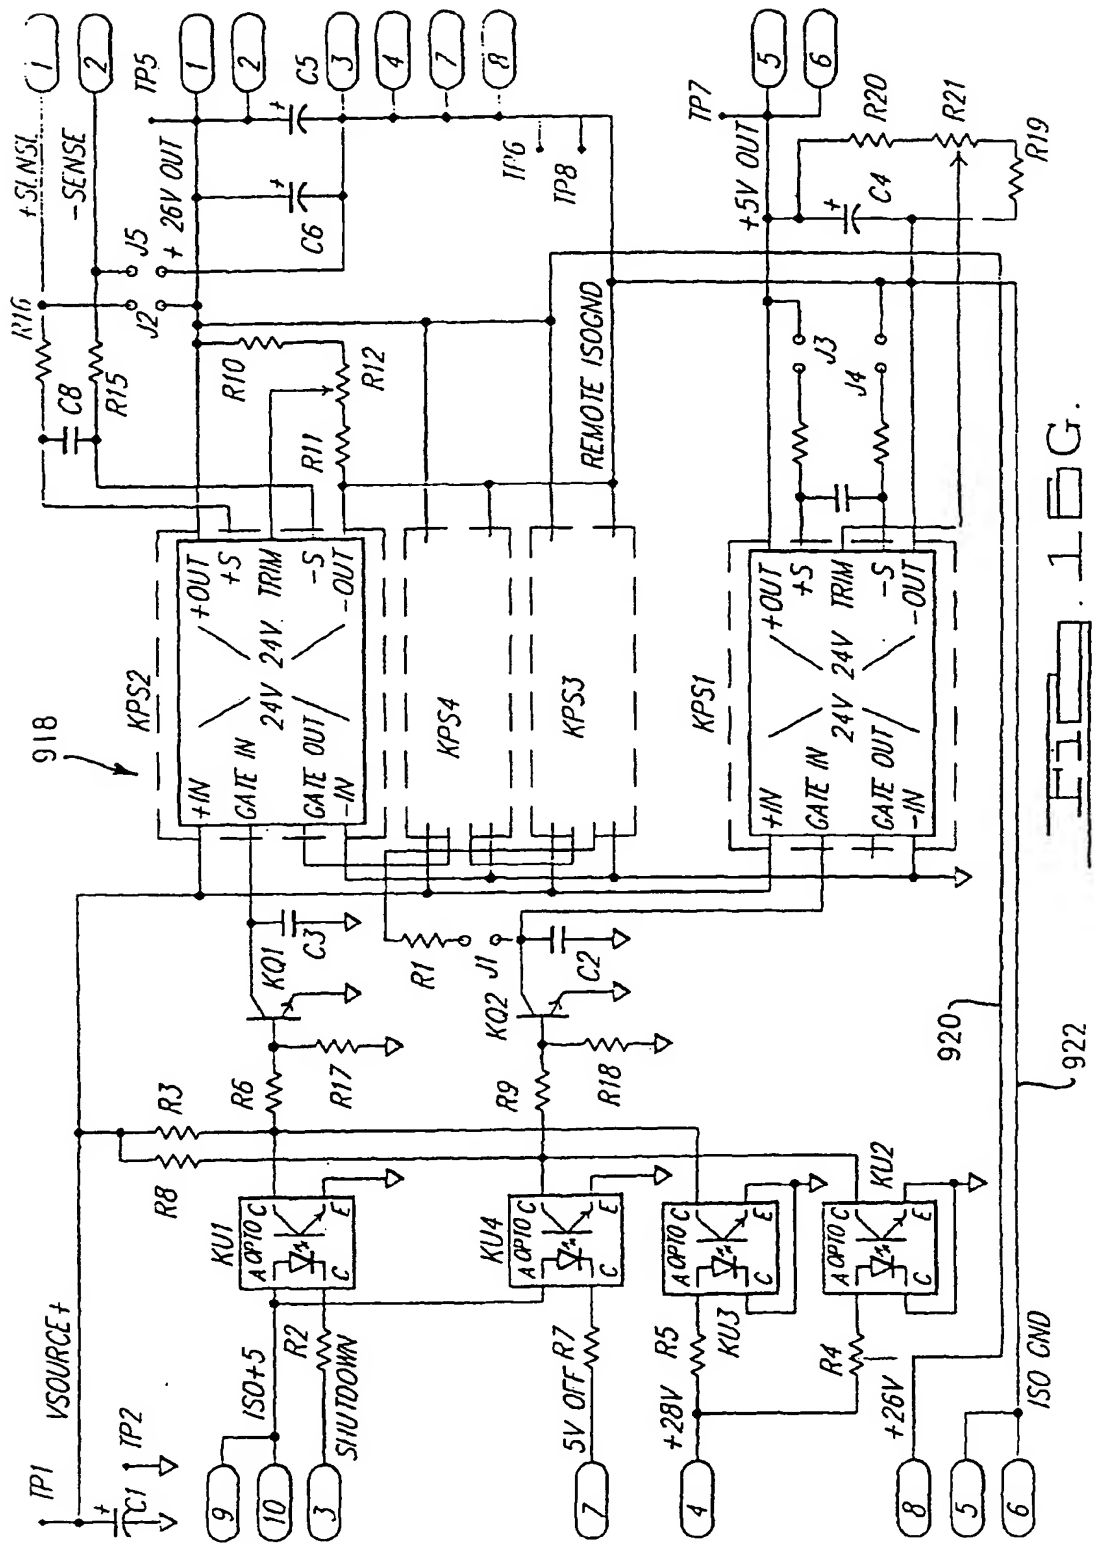 918
KPS2
+IN
GATE IN
GATE OUT
-IN
24V
24V
+OUT
+S
TRIM
-S
-OUT
KPS4
KPS3
KPS1
+IN
GATE IN
GATE OUT
-IN
24V
24V
+OUT
+S
TRIM
-S
-OUT
TP1
VSOURCE+
C1
TP2
9
10
3
ISO+5
R2
SHUTDOWN
KU1
A OPTO C
C E
R8
R3
R6
R17
KQ1
C3
7
5V OFF
R7
KU4
A OPTO C
C E
R9
R18
KQ2
R1
J1
C2
4
+28V
R5
KU3
A OPTO C
C E
R4
KU2
A OPTO C
C E
8
+26V
5
6
ISO GND
920
922
1
2
+SENSE
-SENSE
R16
R15
C8
J5
J2
TP5
+ 26V OUT
1
2
3
4
7
8
+
C5
+
C6
R10
R12
R11
TP6
TP8
REMOTE ISOGND
TP7
5
6
+5V OUT
+
C4
R20
R21
R19
J3
J4
FIG. 18G.